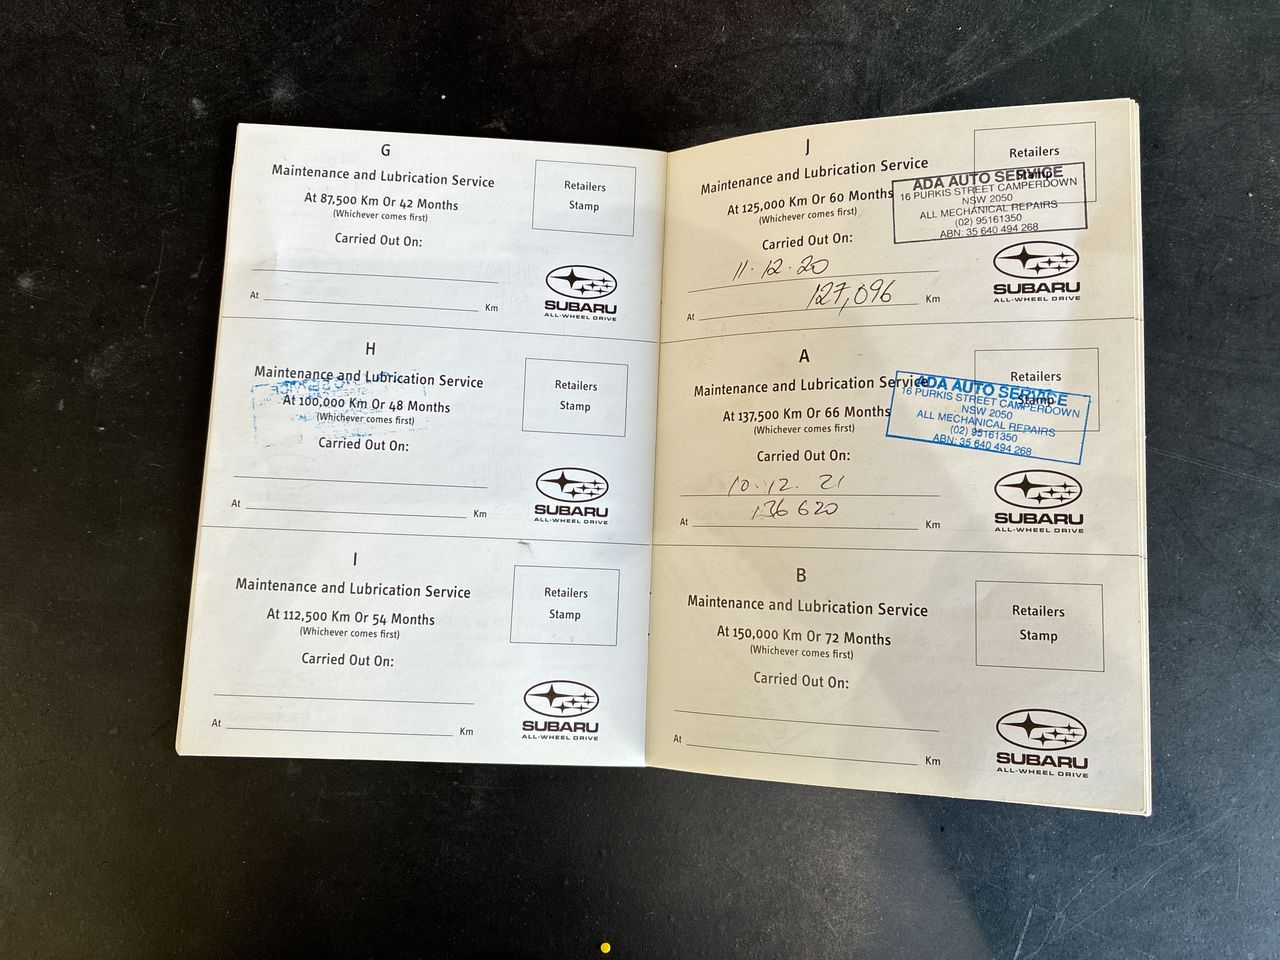 G
Maintenance and Lubrication Service
At 87,500 Km Or 42 Months
(Whichever comes first)
Carried Out On:
At Km
Retailers
Stamp
SUBARU
ALL-WHEEL DRIVE
H
Maintenance and Lubrication Service
At 100,000 Km Or 48 Months
(Whichever comes first)
Carried Out On:
At Km
Retailers
Stamp
SUBARU
ALL-WHEEL DRIVE
I
Maintenance and Lubrication Service
At 112,500 Km Or 54 Months
(Whichever comes first)
Carried Out On:
At Km
Retailers
Stamp
SUBARU
ALL-WHEEL DRIVE
J
Maintenance and Lubrication Service
At 125,000 Km Or 60 Months
(Whichever comes first)
Carried Out On:
11.12.20
At 127,096 Km
Retailers
Stamp
ADA AUTO SERVICE
16 PURKIS STREET CAMPERDOWN
NSW 2050
ALL MECHANICAL REPAIRS
(02) 95161350
ABN: 35 640 494 268
SUBARU
ALL-WHEEL DRIVE
A
Maintenance and Lubrication Service
At 137,500 Km Or 66 Months
(Whichever comes first)
Carried Out On:
10.12.21
At 136 620 Km
Retailers
Stamp
ADA AUTO SERVICE
16 PURKIS STREET CAMPERDOWN
NSW 2050
ALL MECHANICAL REPAIRS
(02) 95161350
ABN: 35 640 494 268
SUBARU
ALL-WHEEL DRIVE
B
Maintenance and Lubrication Service
At 150,000 Km Or 72 Months
(Whichever comes first)
Carried Out On:
At Km
Retailers
Stamp
SUBARU
ALL-WHEEL DRIVE